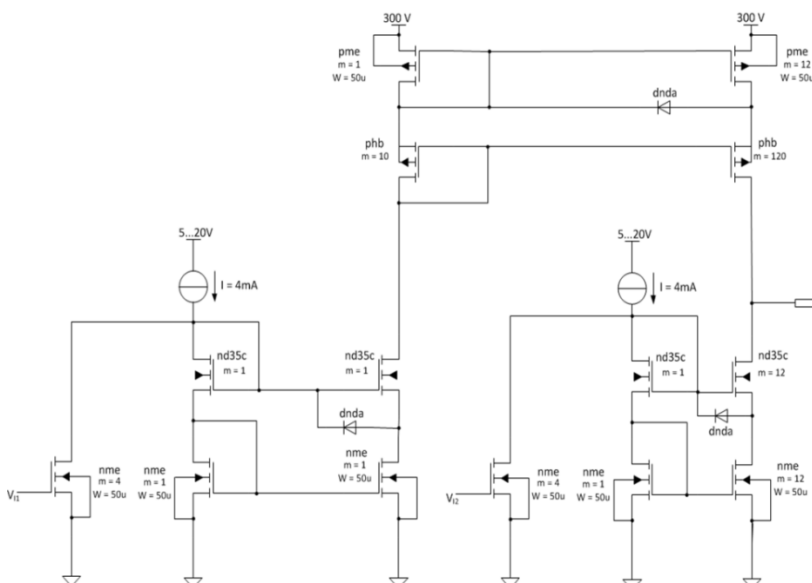 300 V
300 V
pme
m = 1
W = 50u
pme
m = 12
W = 50u
dnda
phb
m = 10
phb
m = 120
5...20V
I = 4mA
5...20V
I = 4mA
nd35c
m = 1
nd35c
m = 1
nd35c
m = 1
nd35c
m = 12
dnda
dnda
nme
m = 4
W = 50u
nme
m = 1
W = 50u
nme
m = 1
W = 50u
nme
m = 4
W = 50u
nme
m = 1
W = 50u
nme
m = 12
W = 50u
VI1
VI2